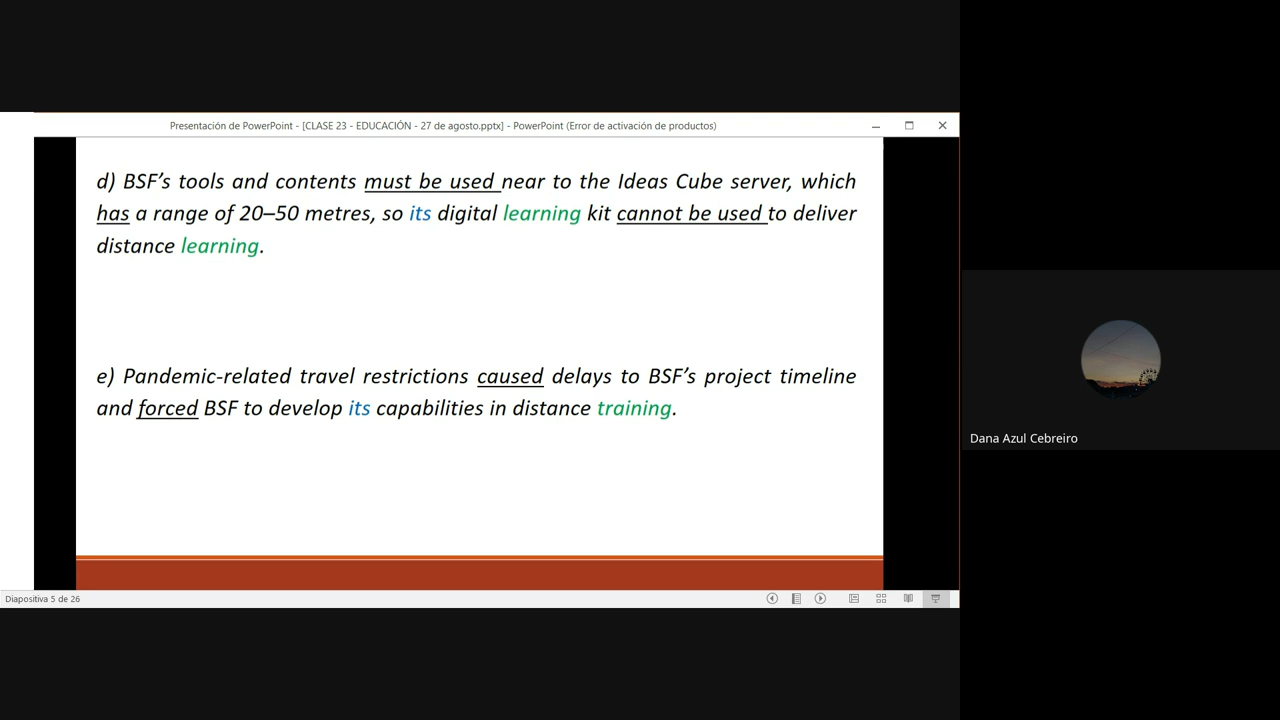 Presentación de PowerPoint - [CLASE 23 - EDUCACIÓN - 27 de agosto.pptx] - PowerPoint (Error de activación de productos)
d) BSF’s tools and contents must be used near to the Ideas Cube server, which
has a range of 20–50 metres, so its digital learning kit cannot be used to deliver
distance learning.
e) Pandemic-related travel restrictions caused delays to BSF’s project timeline
and forced BSF to develop its capabilities in distance training.
Dana Azul Cebreiro
Diapositiva 5 de 26